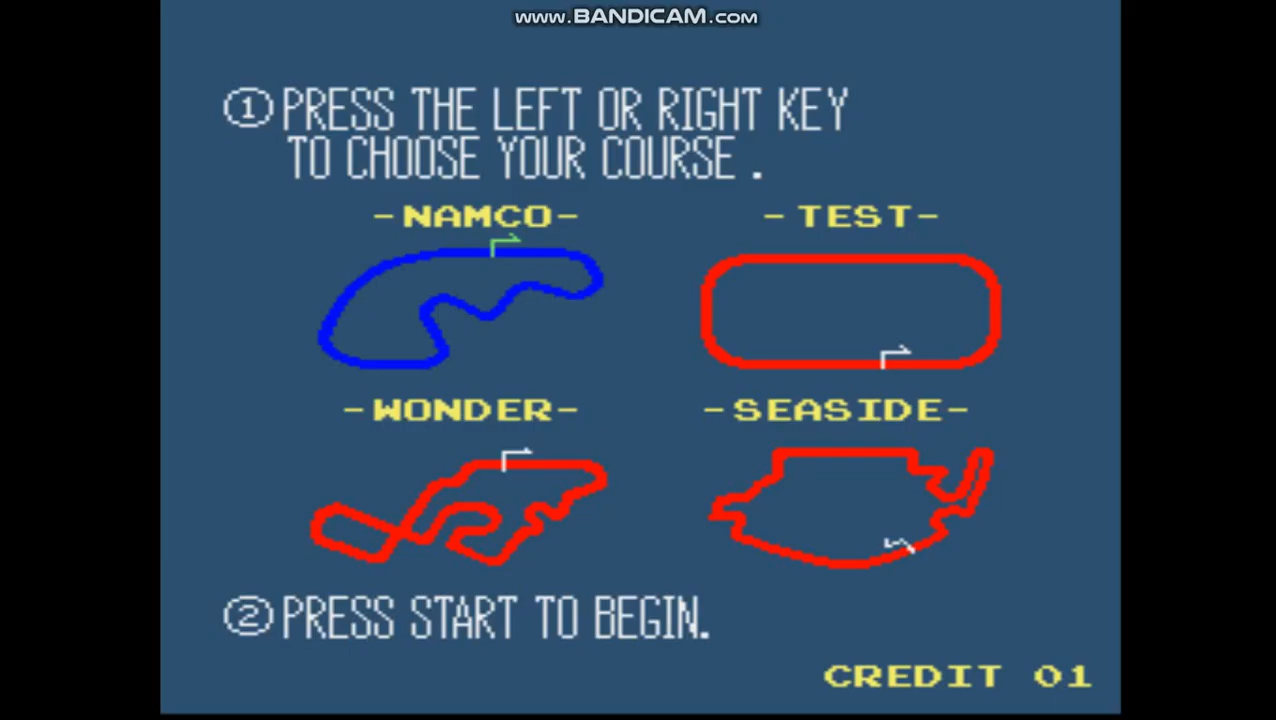 www.BANDICAM.com
① PRESS THE LEFT OR RIGHT KEY
TO CHOOSE YOUR COURSE .
-NAMCO-
-TEST-
-WONDER-
-SEASIDE-
② PRESS START TO BEGIN.
CREDIT 01